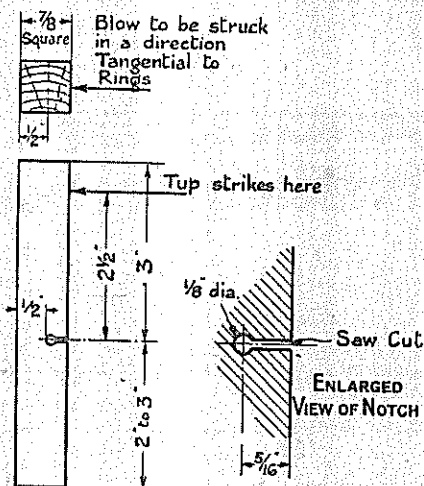 7/8"
Square
Blow to be struck
in a direction
Tangential to
Rings
1/2"
Tup strikes here
2 1/2"
3"
1/2"
1/8" dia.
Saw Cut
ENLARGED
VIEW OF NOTCH
2" to 3"
5/16"